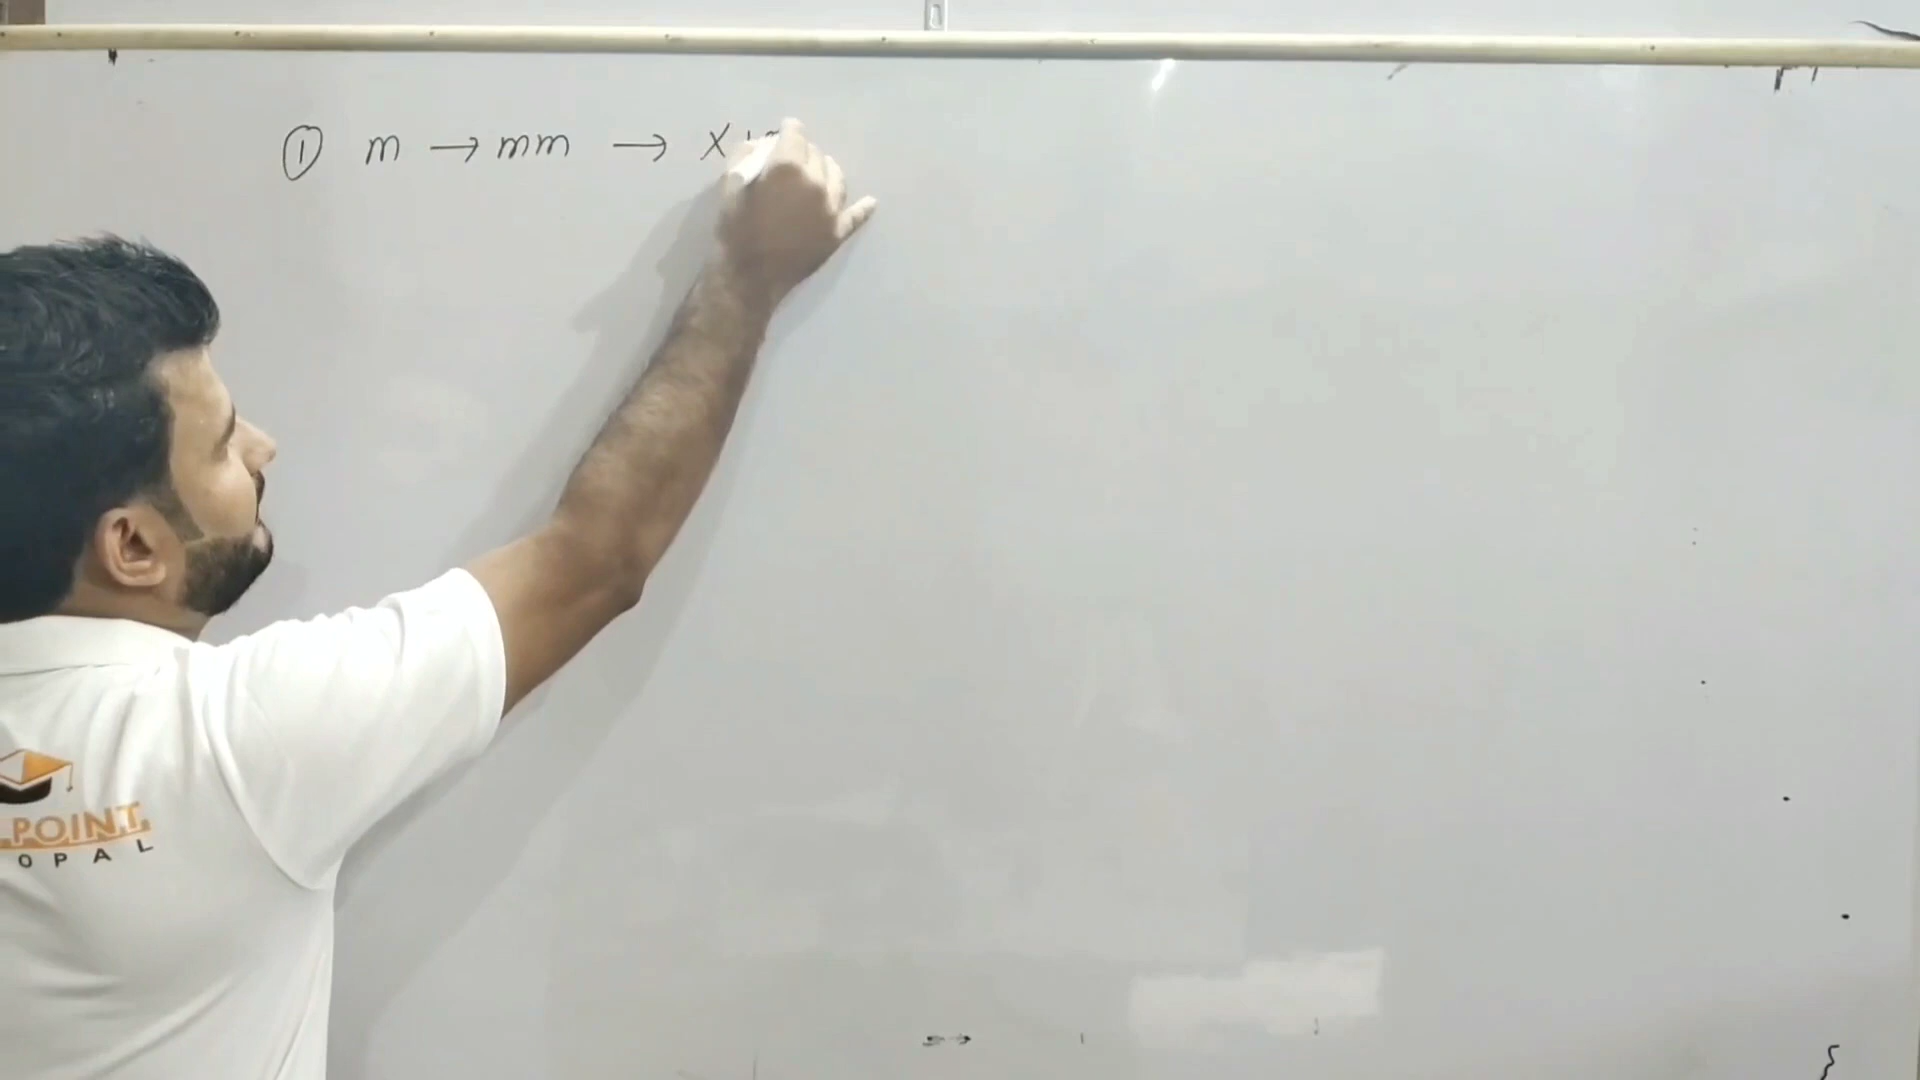 ① m → mm → X
.POINT.
OPAL